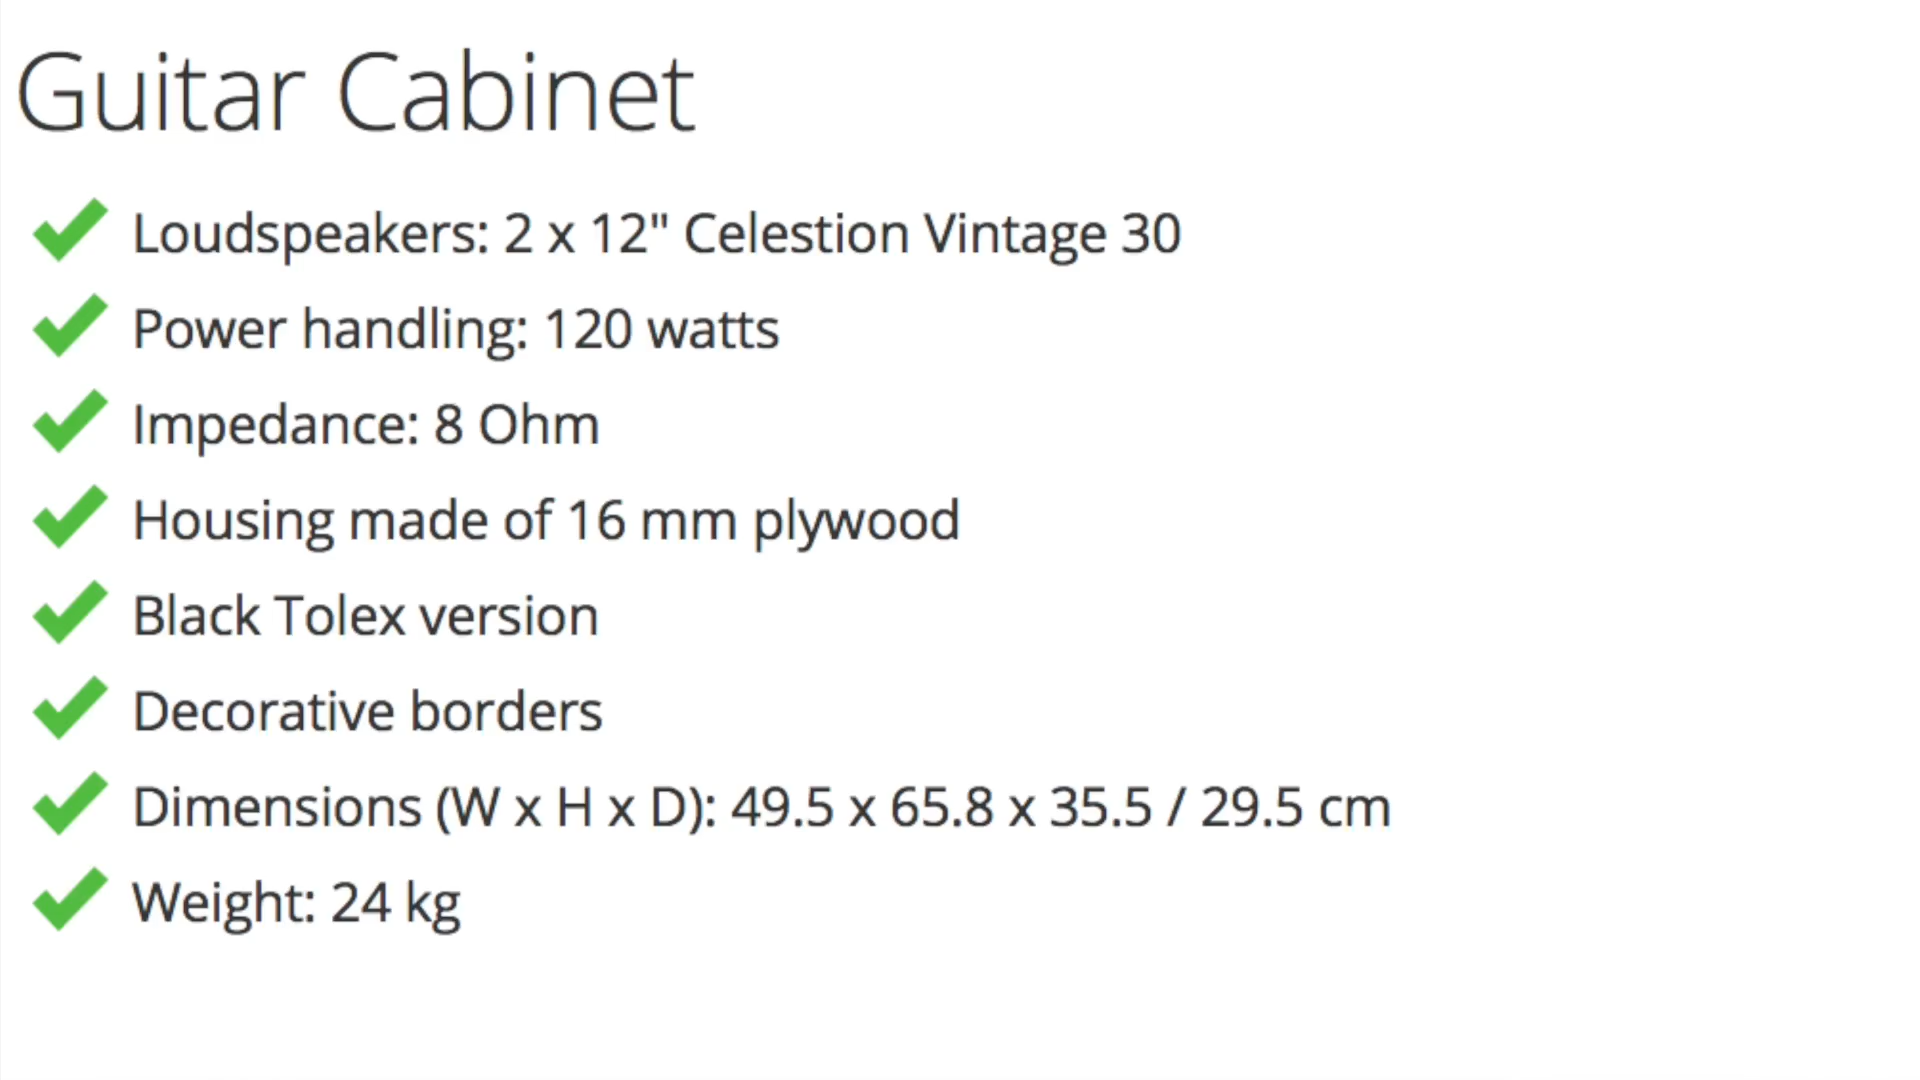 Guitar Cabinet
Loudspeakers: 2 x 12" Celestion Vintage 30
Power handling: 120 watts
Impedance: 8 Ohm
Housing made of 16 mm plywood
Black Tolex version
Decorative borders
Dimensions (W x H x D): 49.5 x 65.8 x 35.5 / 29.5 cm
Weight: 24 kg